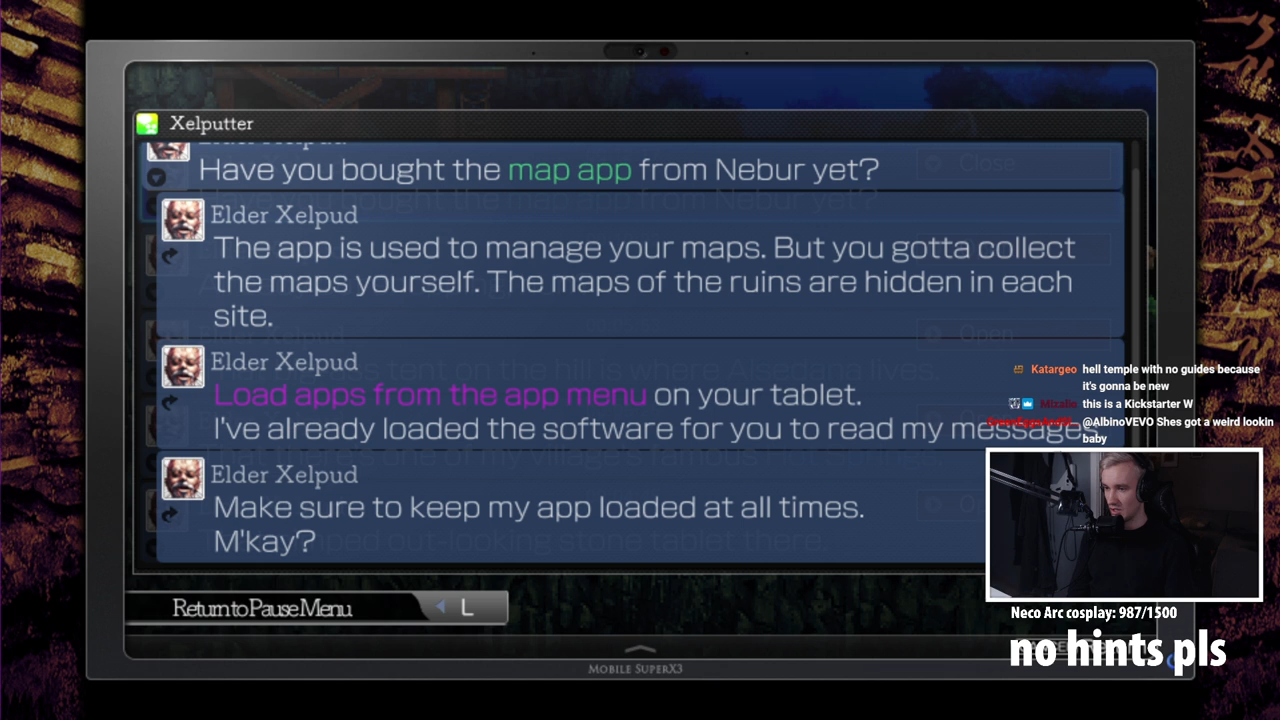 Xelputter
Have you bought the map app from Nebur yet?
Close
Elder Xelpud
The app is used to manage your maps. But you gotta collect
the maps yourself. The maps of the ruins are hidden in each
site.
Open
Elder Xelpud
Load apps from the app menu on your tablet.
I've already loaded the software for you to read my message
Elder Xelpud
Make sure to keep my app loaded at all times.
M'kay?
Return to Pause Menu
L
MOBILE SUPERX3
Katargeo hell temple with no guides because
it's gonna be new
Mixalio this is a Kickstarter W
@AlbinoVEVO Shes got a weird lookin
baby
Neco Arc cosplay: 987/1500
no hints pls